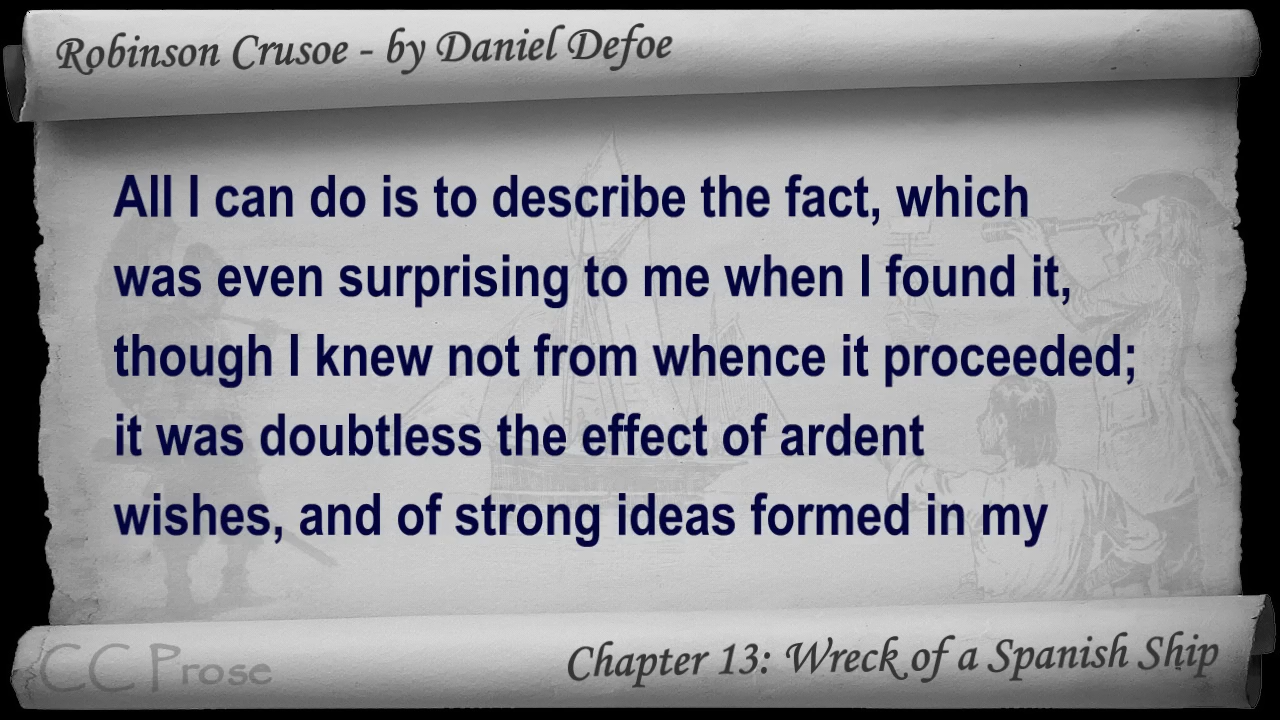 Robinson Crusoe - by Daniel Defoe
All I can do is to describe the fact, which
was even surprising to me when I found it,
though I knew not from whence it proceeded;
it was doubtless the effect of ardent
wishes, and of strong ideas formed in my
CC Prose
Chapter 13: Wreck of a Spanish Ship